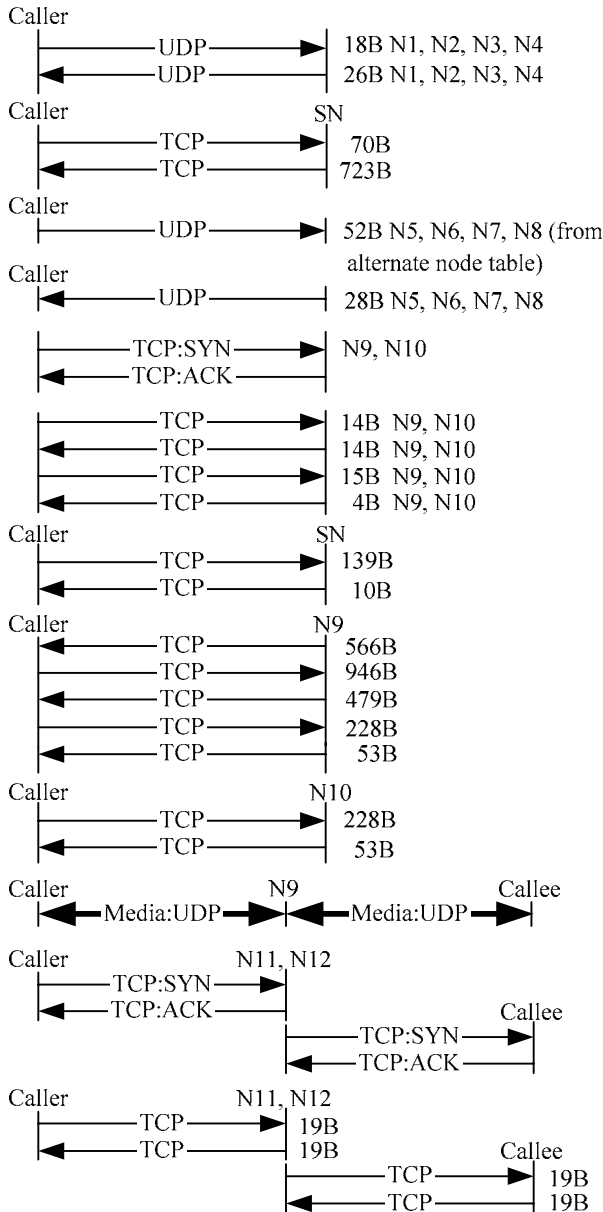 Caller
UDP 18B N1, N2, N3, N4
UDP 26B N1, N2, N3, N4
Caller SN
TCP 70B
TCP 723B
Caller
UDP 52B N5, N6, N7, N8 (from
alternate node table)
UDP 28B N5, N6, N7, N8
TCP:SYN N9, N10
TCP:ACK
TCP 14B N9, N10
TCP 14B N9, N10
TCP 15B N9, N10
TCP 4B N9, N10
Caller SN
TCP 139B
TCP 10B
Caller N9
TCP 566B
TCP 946B
TCP 479B
TCP 228B
TCP 53B
Caller N10
TCP 228B
TCP 53B
Caller N9 Callee
Media:UDP Media:UDP
Caller N11, N12
TCP:SYN
TCP:ACK Callee
TCP:SYN
TCP:ACK
Caller N11, N12
TCP 19B
TCP 19B Callee
TCP 19B
TCP 19B